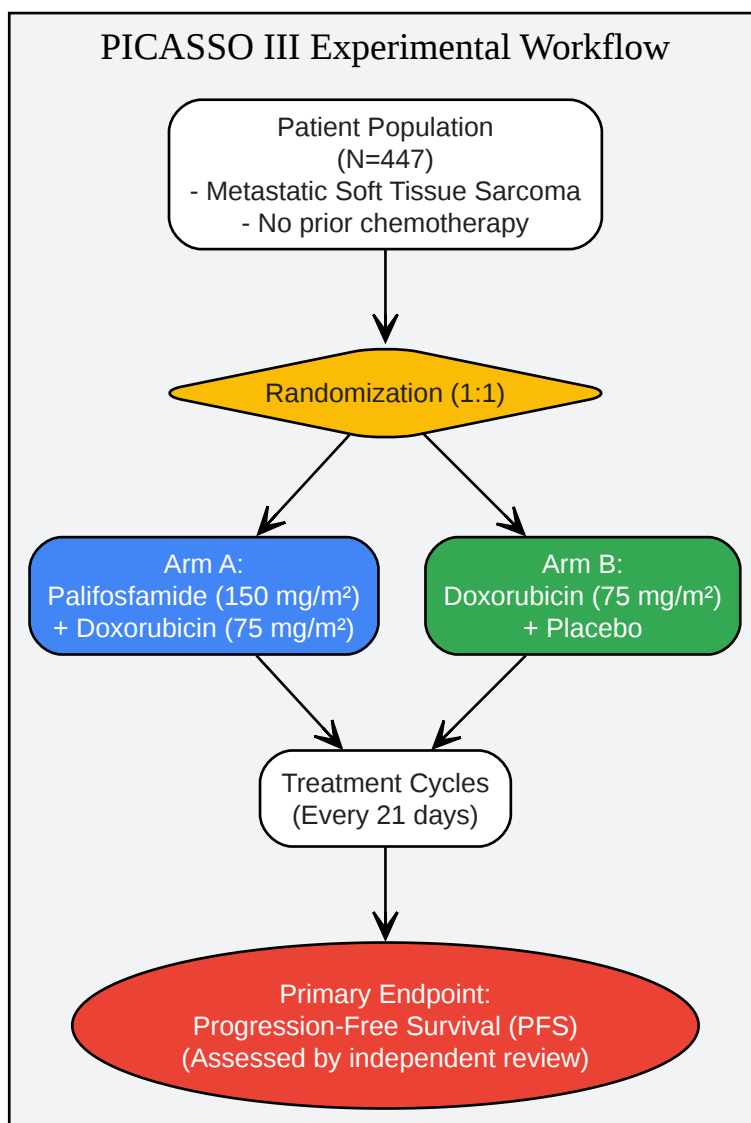 PICASSO III Experimental Workflow
Patient Population
(N=447)
- Metastatic Soft Tissue Sarcoma
- No prior chemotherapy
Randomization (1:1)
Arm A:
Palifosfamide (150 mg/m²)
+ Doxorubicin (75 mg/m²)
Arm B:
Doxorubicin (75 mg/m²)
+ Placebo
Treatment Cycles
(Every 21 days)
Primary Endpoint:
Progression-Free Survival (PFS)
(Assessed by independent review)